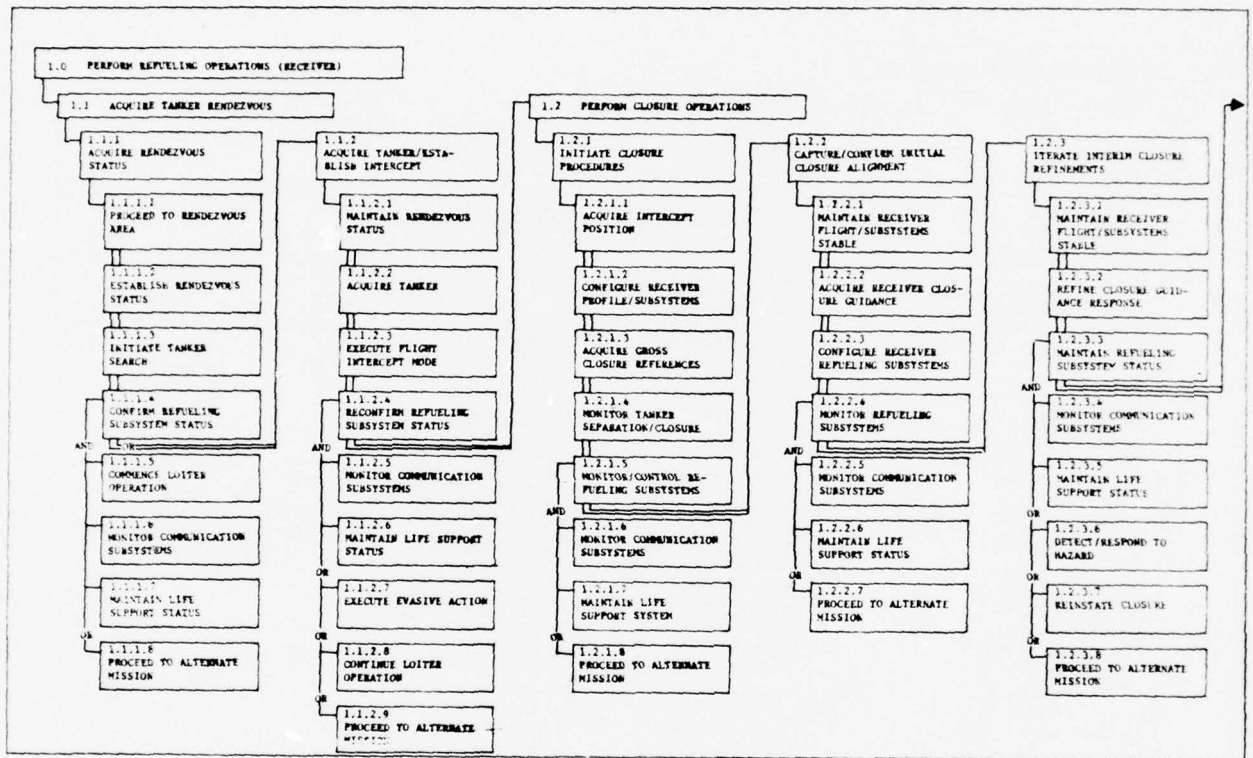 1.0 PERFORM REFUELING OPERATIONS (RECEIVER)
1.1 ACQUIRE TANKER RENDEZVOUS
1.1.1
ACQUIRE RENDEZVOUS
STATUS
1.1.1.1
PROCEED TO RENDEZVOUS
AREA
1.1.1.2
ESTABLISH RENDEZVOUS
STATUS
1.1.1.3
INITIATE TANKER
SEARCH
1.1.1.4
CONFIRM REFUELING
SUBSYSTEM STATUS
AND
OR
1.1.1.5
COMMENCE LOITER
OPERATION
1.1.1.6
MONITOR COMMUNICATION
SUBSYSTEMS
1.1.1.7
MAINTAIN LIFE
SUPPORT STATUS
OR
1.1.1.8
PROCEED TO ALTERNATE
MISSION
1.1.2
ACQUIRE TANKER/ESTA-
BLISH INTERCEPT
1.1.2.1
MAINTAIN RENDEZVOUS
STATUS
1.1.2.2
ACQUIRE TANKER
1.1.2.3
EXECUTE FLIGHT
INTERCEPT MODE
1.1.2.4
RECONFIRM REFUELING
SUBSYSTEM STATUS
AND
1.1.2.5
MONITOR COMMUNICATION
SUBSYSTEMS
1.1.2.6
MAINTAIN LIFE SUPPORT
STATUS
OR
1.1.2.7
EXECUTE EVASIVE ACTION
OR
1.1.2.8
CONTINUE LOITER
OPERATION
OR
1.1.2.9
PROCEED TO ALTERNATE
MISSION
1.2 PERFORM CLOSURE OPERATIONS
1.2.1
INITIATE CLOSURE
PROCEDURES
1.2.1.1
ACQUIRE INTERCEPT
POSITION
1.2.1.2
CONFIGURE RECEIVER
PROFILE/SUBSYSTEMS
1.2.1.3
ACQUIRE GROSS
CLOSURE REFERENCES
1.2.1.4
MONITOR TANKER
SEPARATION/CLOSURE
1.2.1.5
MONITOR/CONTROL RE-
FUELING SUBSYSTEMS
AND
1.2.1.6
MONITOR COMMUNICATION
SUBSYSTEMS
1.2.1.7
MAINTAIN LIFE
SUPPORT SYSTEM
OR
1.2.1.8
PROCEED TO ALTERNATE
MISSION
1.2.2
CAPTURE/CONFIRM INITIAL
CLOSURE ALIGNMENT
1.2.2.1
MAINTAIN RECEIVER
FLIGHT/SUBSYSTEMS
STABLE
1.2.2.2
ACQUIRE RECEIVER CLOS-
URE GUIDANCE
1.2.2.3
CONFIGURE RECEIVER
REFUELING SUBSYSTEMS
1.2.2.4
MONITOR REFUELING
SUBSYSTEMS
AND
1.2.2.5
MONITOR COMMUNICATION
SUBSYSTEMS
1.2.2.6
MAINTAIN LIFE
SUPPORT STATUS
OR
1.2.2.7
PROCEED TO ALTERNATE
MISSION
1.2.3
ITERATE INTERIM CLOSURE
REFINEMENTS
1.2.3.1
MAINTAIN RECEIVER
FLIGHT/SUBSYSTEMS
STABLE
1.2.3.2
REFINE CLOSURE GUID-
ANCE RESPONSE
1.2.3.3
MAINTAIN REFUELING
SUBSYSTEM STATUS
AND
1.2.3.4
MONITOR COMMUNICATION
SUBSYSTEMS
1.2.3.5
MAINTAIN LIFE
SUPPORT STATUS
OR
1.2.3.6
DETECT/RESPOND TO
HAZARD
OR
1.2.3.7
REINSTATE CLOSURE
OR
1.2.3.8
PROCEED TO ALTERNATE
MISSION